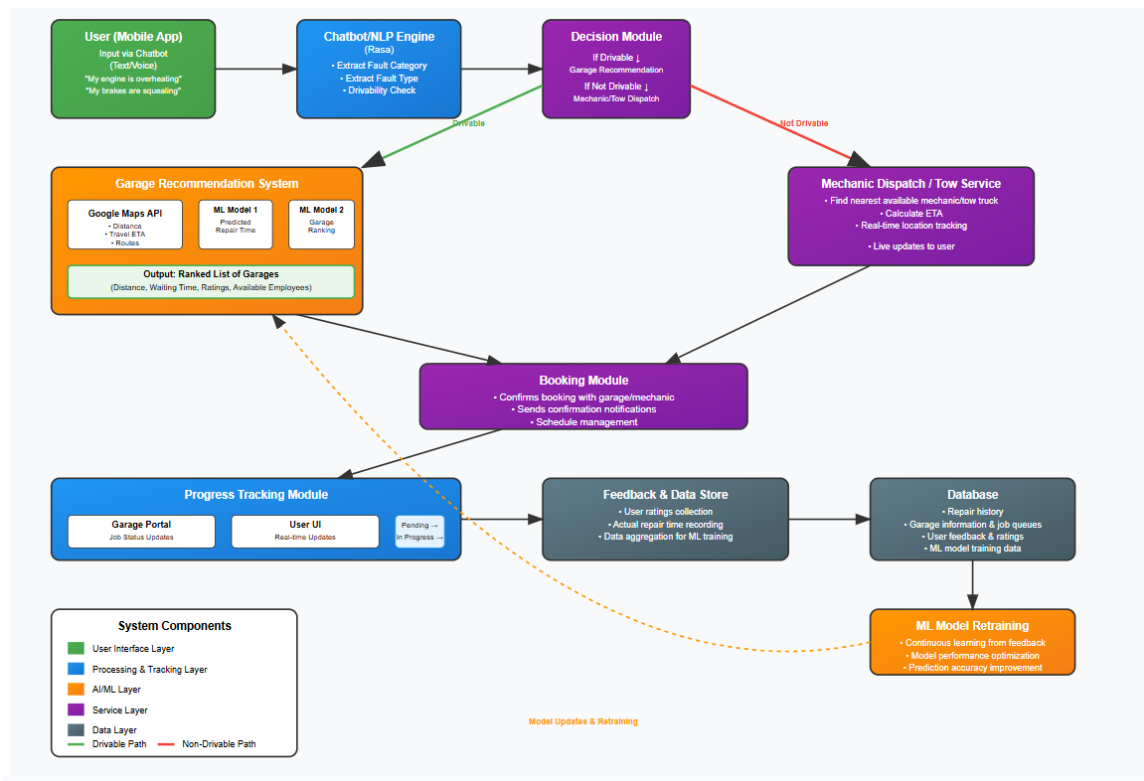 User (Mobile App)
Input via Chatbot
(Text/Voice)
"My engine is overheating"
"My brakes are squealing"
Chatbot/NLP Engine
(Rasa)
• Extract Fault Category
• Extract Fault Type
• Drivability Check
Decision Module
If Drivable ↓
Garage Recommendation
If Not Drivable ↓
Mechanic/Tow Dispatch
Drivable
Not Drivable
Garage Recommendation System
Google Maps API
• Distance
• Travel ETA
• Routes
ML Model 1
Predicted
Repair Time
ML Model 2
Garage
Ranking
Output: Ranked List of Garages
(Distance, Waiting Time, Ratings, Available Employees)
Mechanic Dispatch / Tow Service
• Find nearest available mechanic/tow truck
• Calculate ETA
• Real-time location tracking
• Live updates to user
Booking Module
• Confirms booking with garage/mechanic
• Sends confirmation notifications
• Schedule management
Progress Tracking Module
Garage Portal
Job Status Updates
User UI
Real-time Updates
Pending →
In Progress →
Feedback & Data Store
• User ratings collection
• Actual repair time recording
• Data aggregation for ML training
Database
• Repair history
• Garage information & job queues
• User feedback & ratings
• ML model training data
ML Model Retraining
• Continuous learning from feedback
• Model performance optimization
• Prediction accuracy improvement
System Components
User Interface Layer
Processing & Tracking Layer
AI/ML Layer
Service Layer
Data Layer
Drivable Path
Non-Drivable Path
Model Updates & Retraining